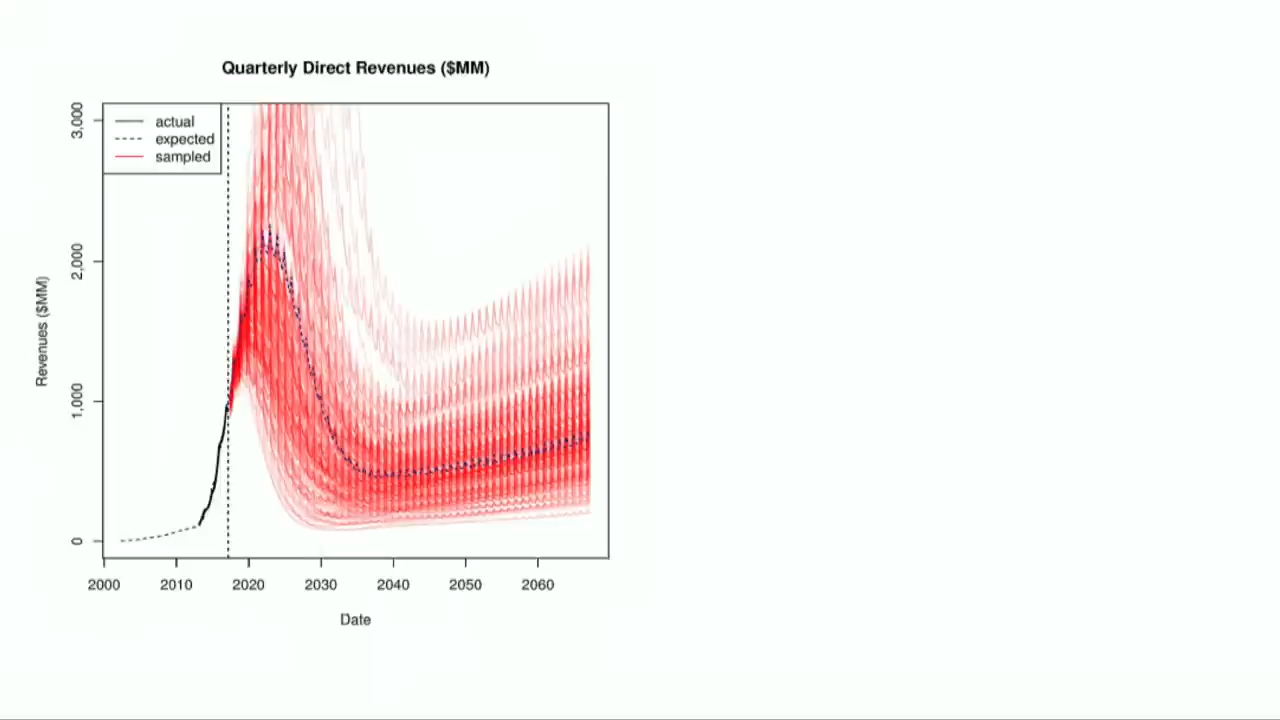 Quarterly Direct Revenues ($MM)
actual
expected
sampled
Revenues ($MM)
3,000
2,000
1,000
0
2000 2010 2020 2030 2040 2050 2060
Date